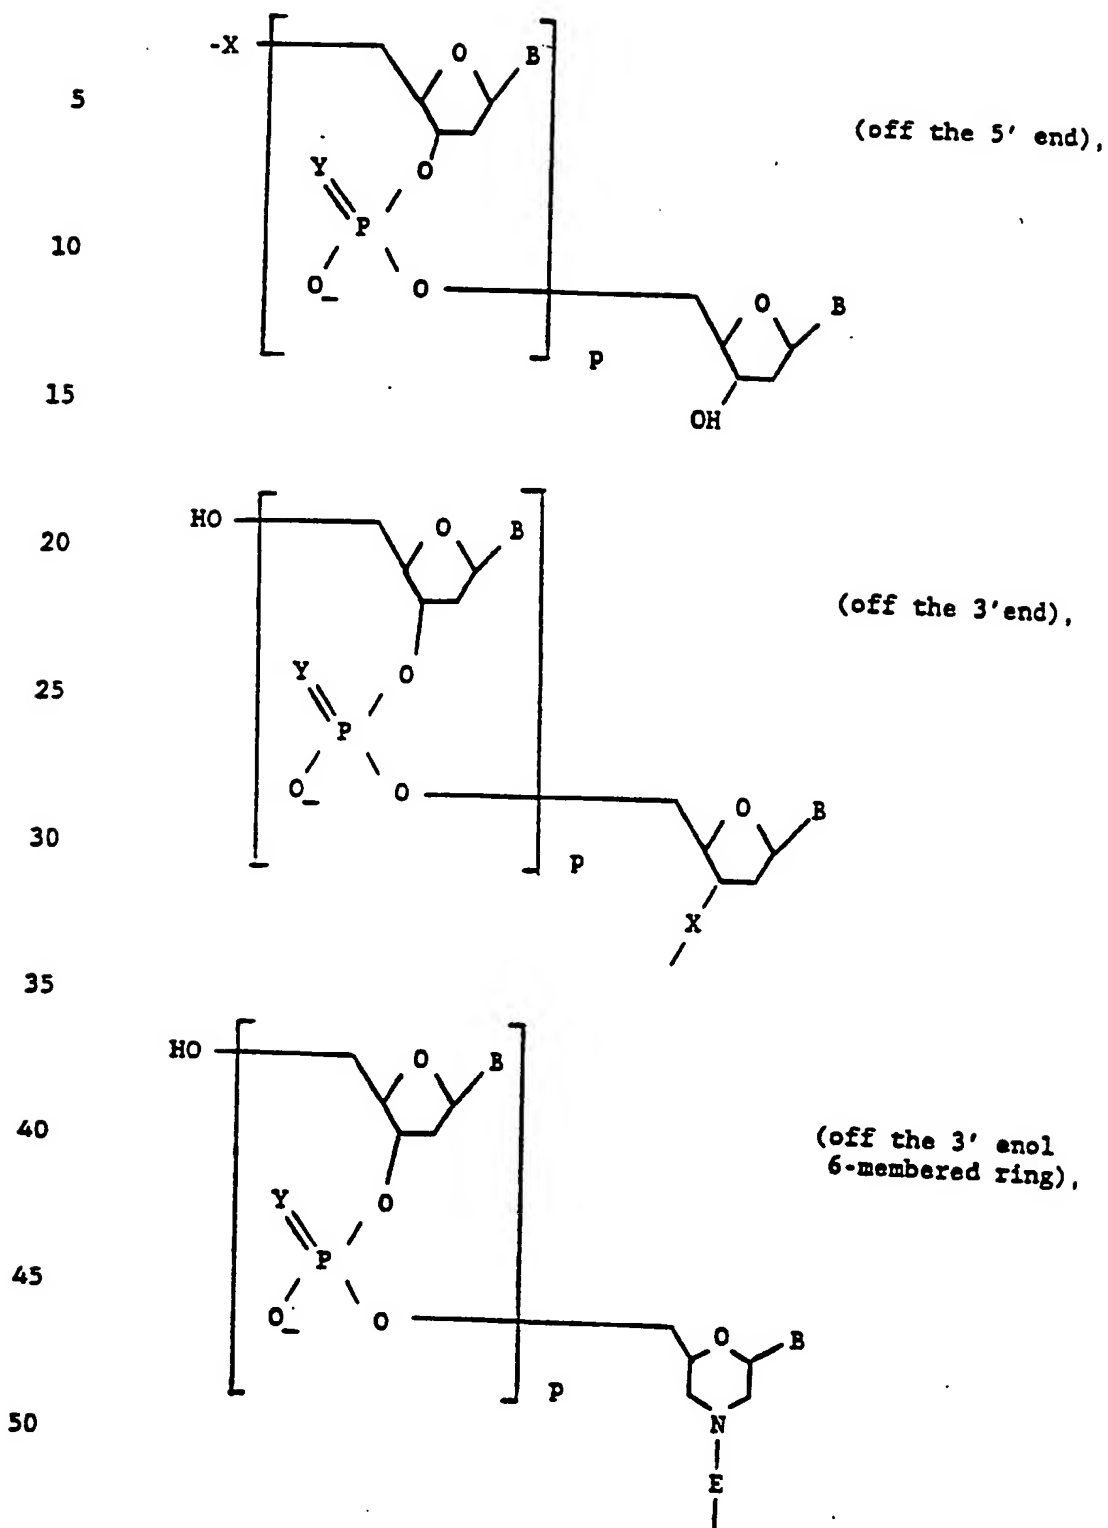 -X O B
5 (off the 5' end),
Y O
P
10
O_ O O B
p
15
OH
HO O B
20
(off the 3'end),
Y O
25
P
O_ O O B
30
p
X
35
HO O B
40 (off the 3' enol
6-membered ring),
Y O
P
45
O_ O O B
p
50
N
E